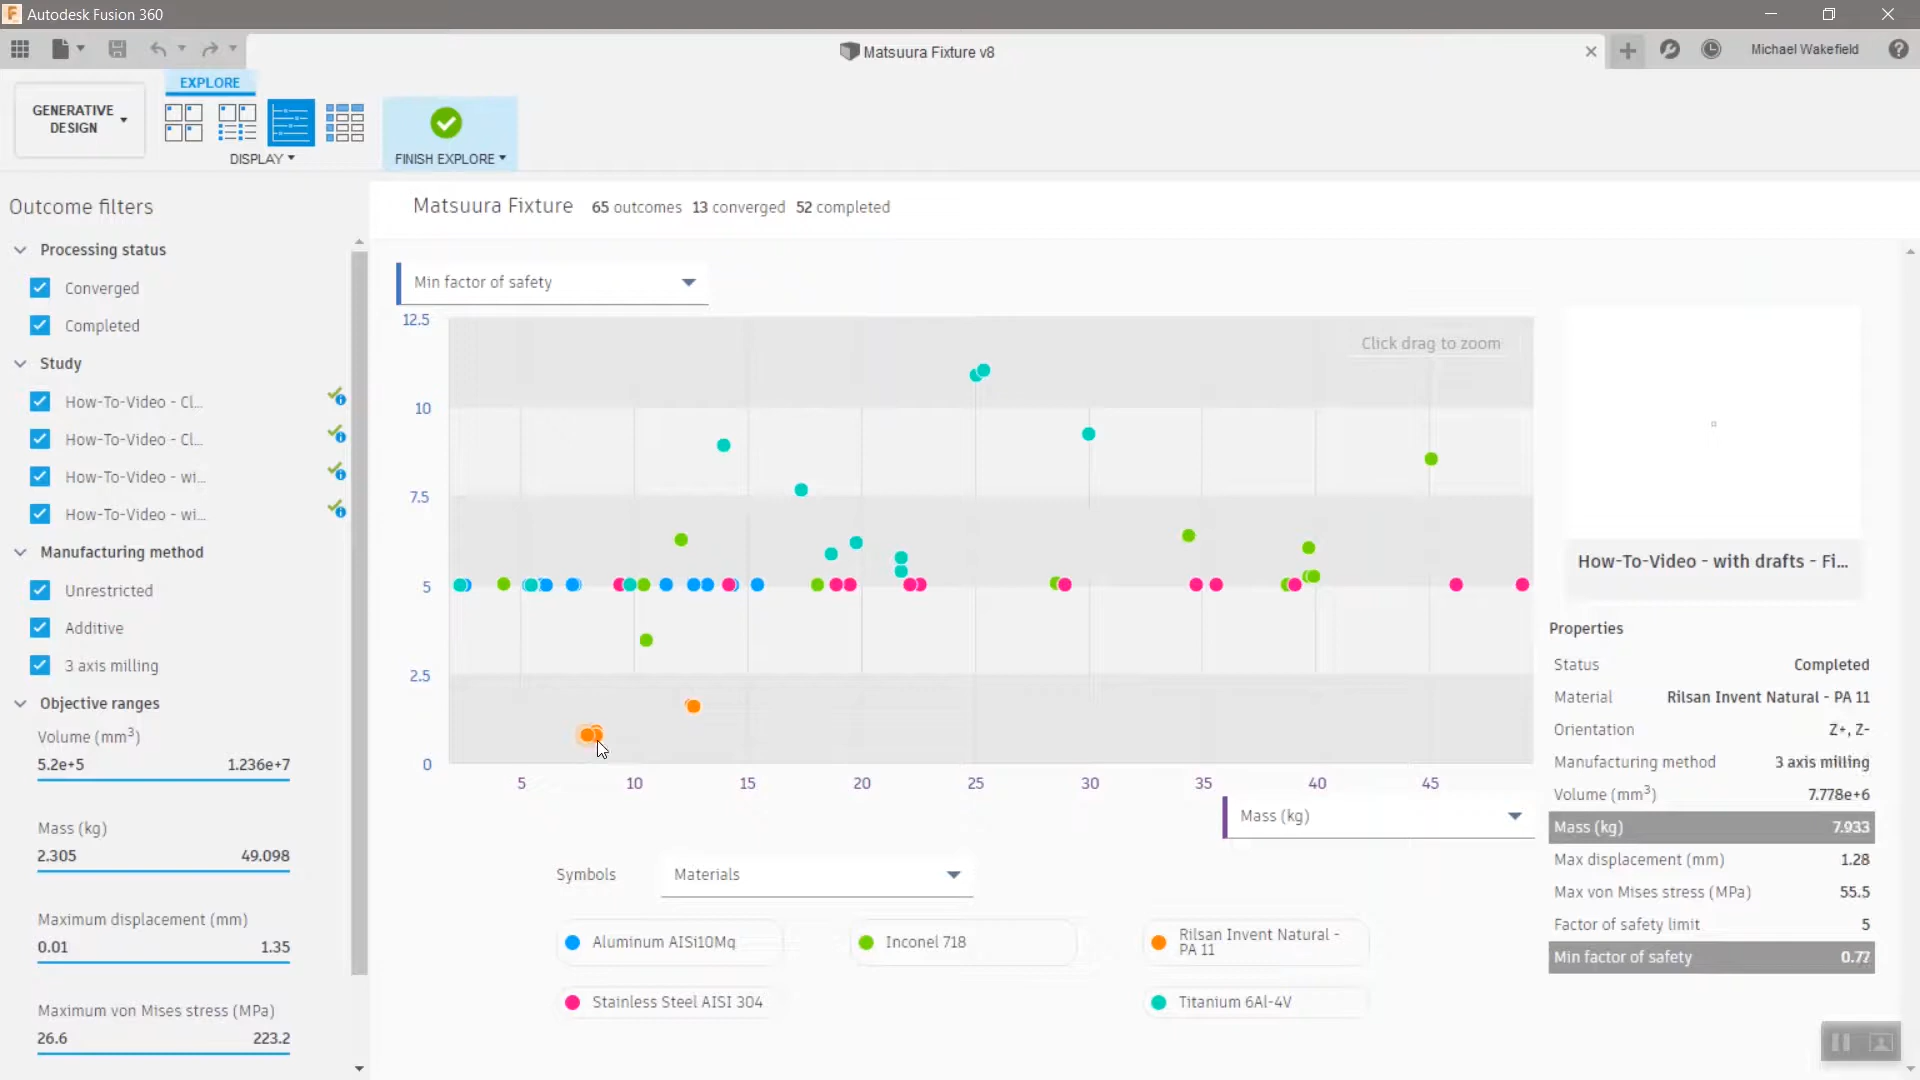 Autodesk Fusion 360
Matsuura Fixture v8
Michael Wakefield
EXPLORE
GENERATIVE
DESIGN
DISPLAY
FINISH EXPLORE
Outcome filters
Processing status
Converged
Completed
Study
How-To-Video - Cl...
How-To-Video - Cl...
How-To-Video - wi...
How-To-Video - wi...
Manufacturing method
Unrestricted
Additive
3 axis milling
Objective ranges
Volume (mm³)
5.2e+5 1.236e+7
Mass (kg)
2.305 49.098
Maximum displacement (mm)
0.01 1.35
Maximum von Mises stress (MPa)
26.6 223.2
Matsuura Fixture 65 outcomes 13 converged 52 completed
Min factor of safety
Click drag to zoom
12.5
10
7.5
5
2.5
0
5 10 15 20 25 30 35 40 45
Mass (kg)
Symbols Materials
Aluminum AlSi10Mg
Inconel 718
Rilsan Invent Natural -
PA 11
Stainless Steel AISI 304
Titanium 6Al-4V
How-To-Video - with drafts - Fi...
Properties
Status Completed
Material Rilsan Invent Natural - PA 11
Orientation Z+, Z-
Manufacturing method 3 axis milling
Volume (mm³) 7.778e+6
Mass (kg) 7.933
Max displacement (mm) 1.28
Max von Mises stress (MPa) 55.5
Factor of safety limit 5
Min factor of safety 0.77